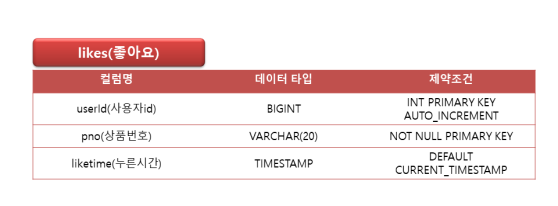 likes(좋아요)
컬럼명 데이터 타입 제약조건
userId(사용자id) BIGINT INT PRIMARY KEY
AUTO_INCREMENT
pno(상품번호) VARCHAR(20) NOT NULL PRIMARY KEY
liketime(누른시간) TIMESTAMP DEFAULT
CURRENT_TIMESTAMP